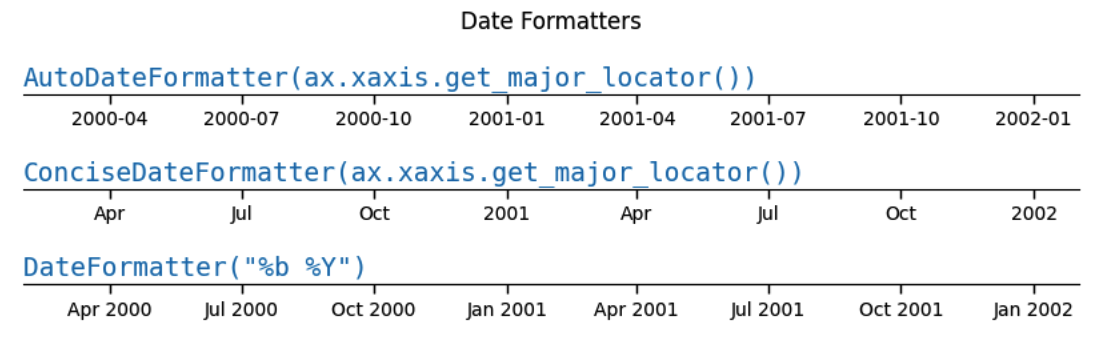 Date Formatters
AutoDateFormatter(ax.xaxis.get_major_locator())
2000-04 2000-07 2000-10 2001-01 2001-04 2001-07 2001-10 2002-01
ConciseDateFormatter(ax.xaxis.get_major_locator())
Apr Jul Oct 2001 Apr Jul Oct 2002
DateFormatter("%b %Y")
Apr 2000 Jul 2000 Oct 2000 Jan 2001 Apr 2001 Jul 2001 Oct 2001 Jan 2002